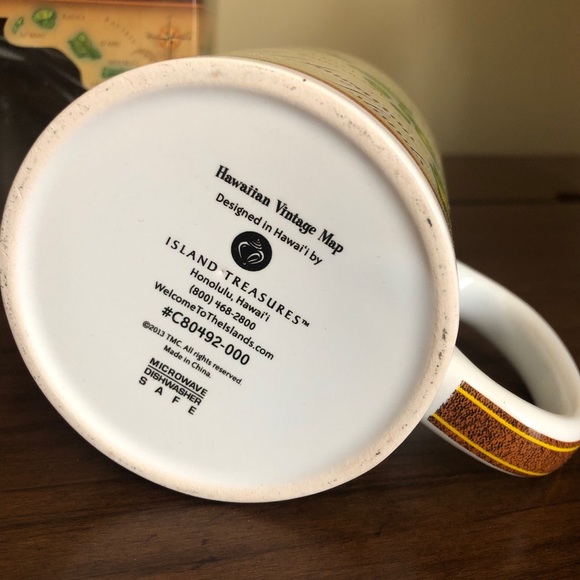 Hawaiian Vintage Map
Designed in Hawai'i by
ISLAND TREASURES™
Honolulu, Hawai'i
(800) 468-2800
WelcomeToTheIslands.com
#C80492-000
©2013 TMC. All rights reserved.
Made in China.
MICROWAVE
DISHWASHER
SAFE